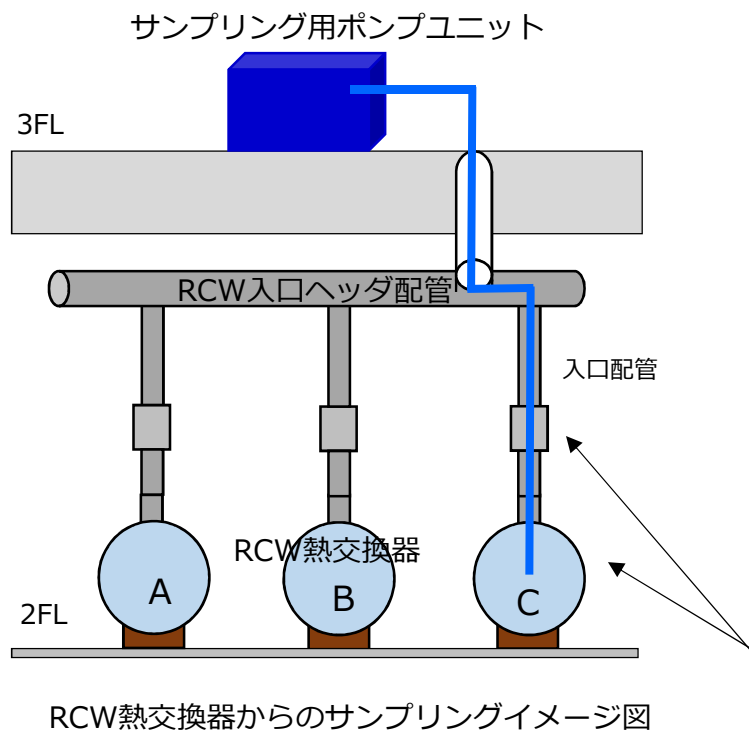 サンプリング用ポンプユニット
3FL
RCW入口ヘッダ配管
入口配管
RCW熱交換器
A
B
C
2FL
RCW熱交換器からのサンプリングイメージ図